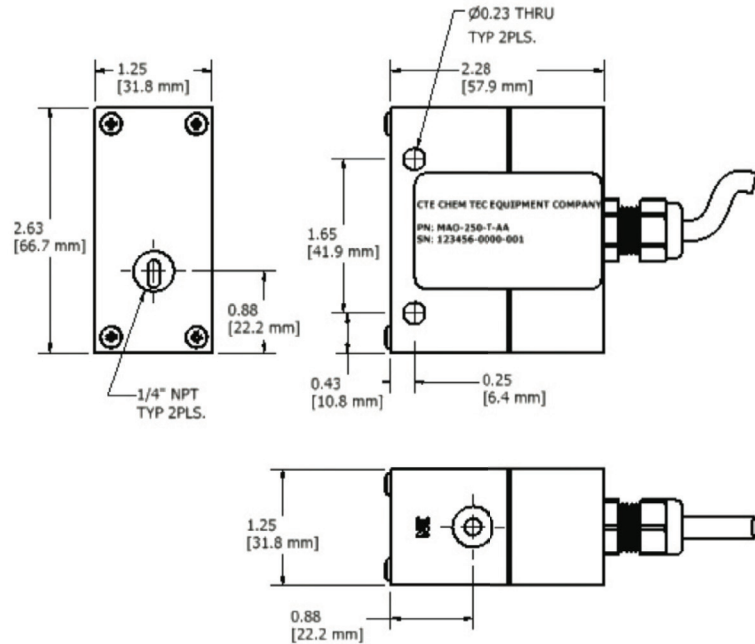 Ø0.23 THRU
TYP 2PLS.
1.25
[31.8 mm]
2.28
[57.9 mm]
2.63
[66.7 mm]
CTE CHEM TEC EQUIPMENT COMPANY
PN: MAO-250-T-AA
SN: 123456-0000-001
1.65
[41.9 mm]
0.88
[22.2 mm]
1/4" NPT
TYP 2PLS.
0.43
[10.8 mm]
0.25
[6.4 mm]
1.25
[31.8 mm]
0.88
[22.2 mm]